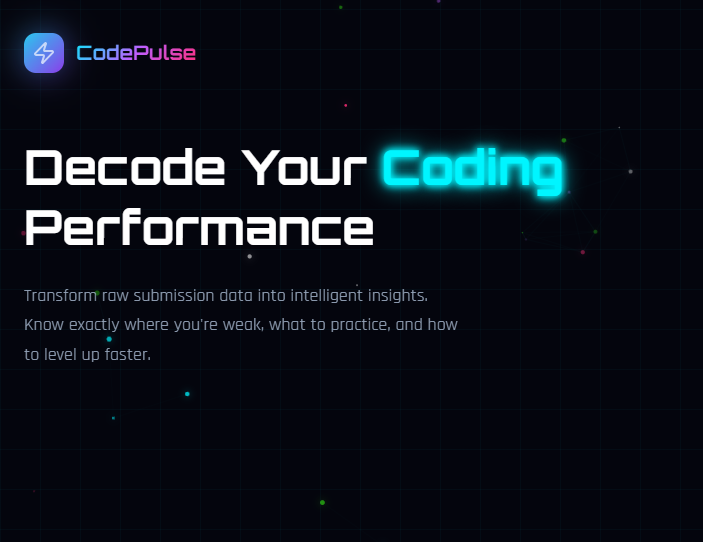 CodePulse
Decode Your Coding
Performance
Transform raw submission data into intelligent insights.
Know exactly where you're weak, what to practice, and how
to level up faster.